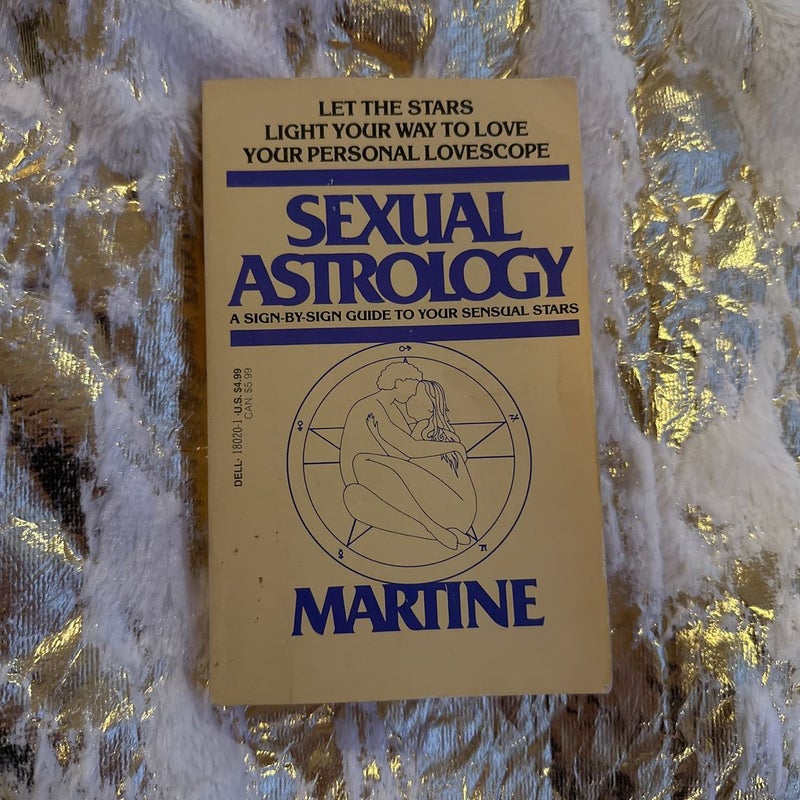 LET THE STARS
LIGHT YOUR WAY TO LOVE
YOUR PERSONAL LOVESCOPE
SEXUAL
ASTROLOGY
A SIGN-BY-SIGN GUIDE TO YOUR SENSUAL STARS
DELL • 18020-1 • U.S. $4.99
CAN. $5.99
MARTINE